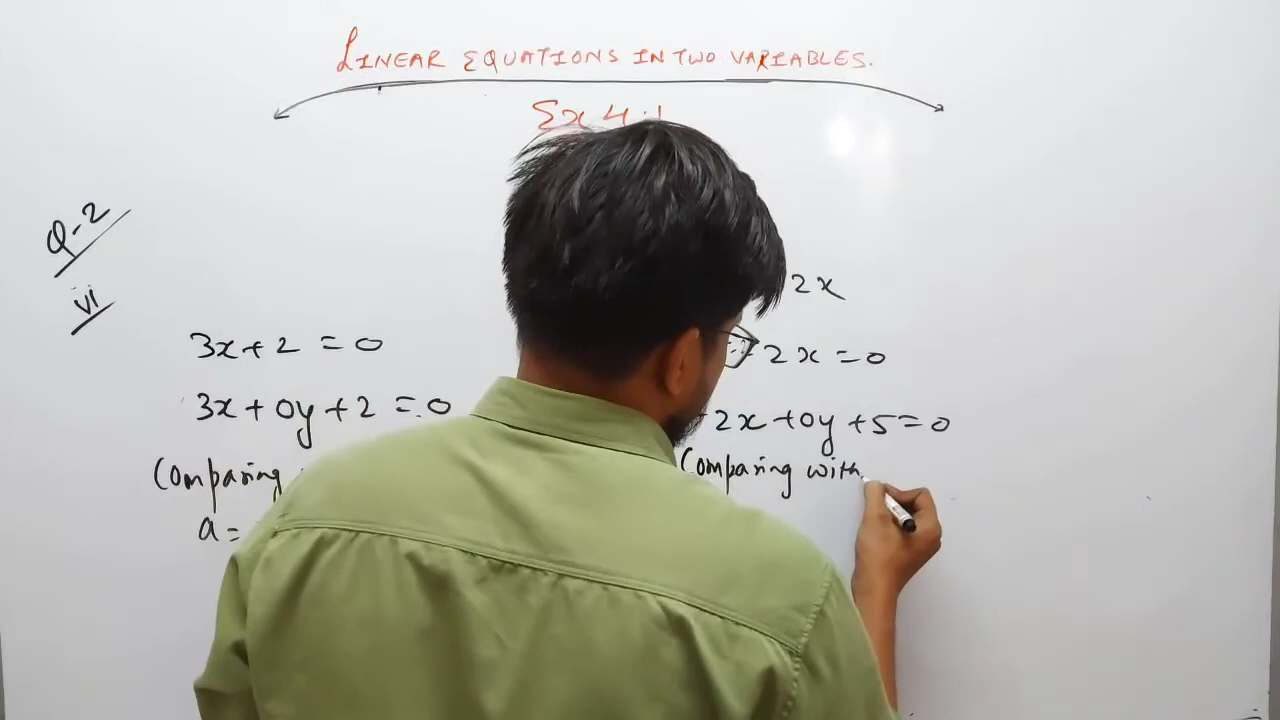 LINEAR EQUATIONS IN TWO VARIABLES.
Ex 4.1
Q-2
vi
3x+2 =0
3x+0y+2 =0
Comparing
a=
2x
-2x=0
-2x+0y+5=0
Comparing with